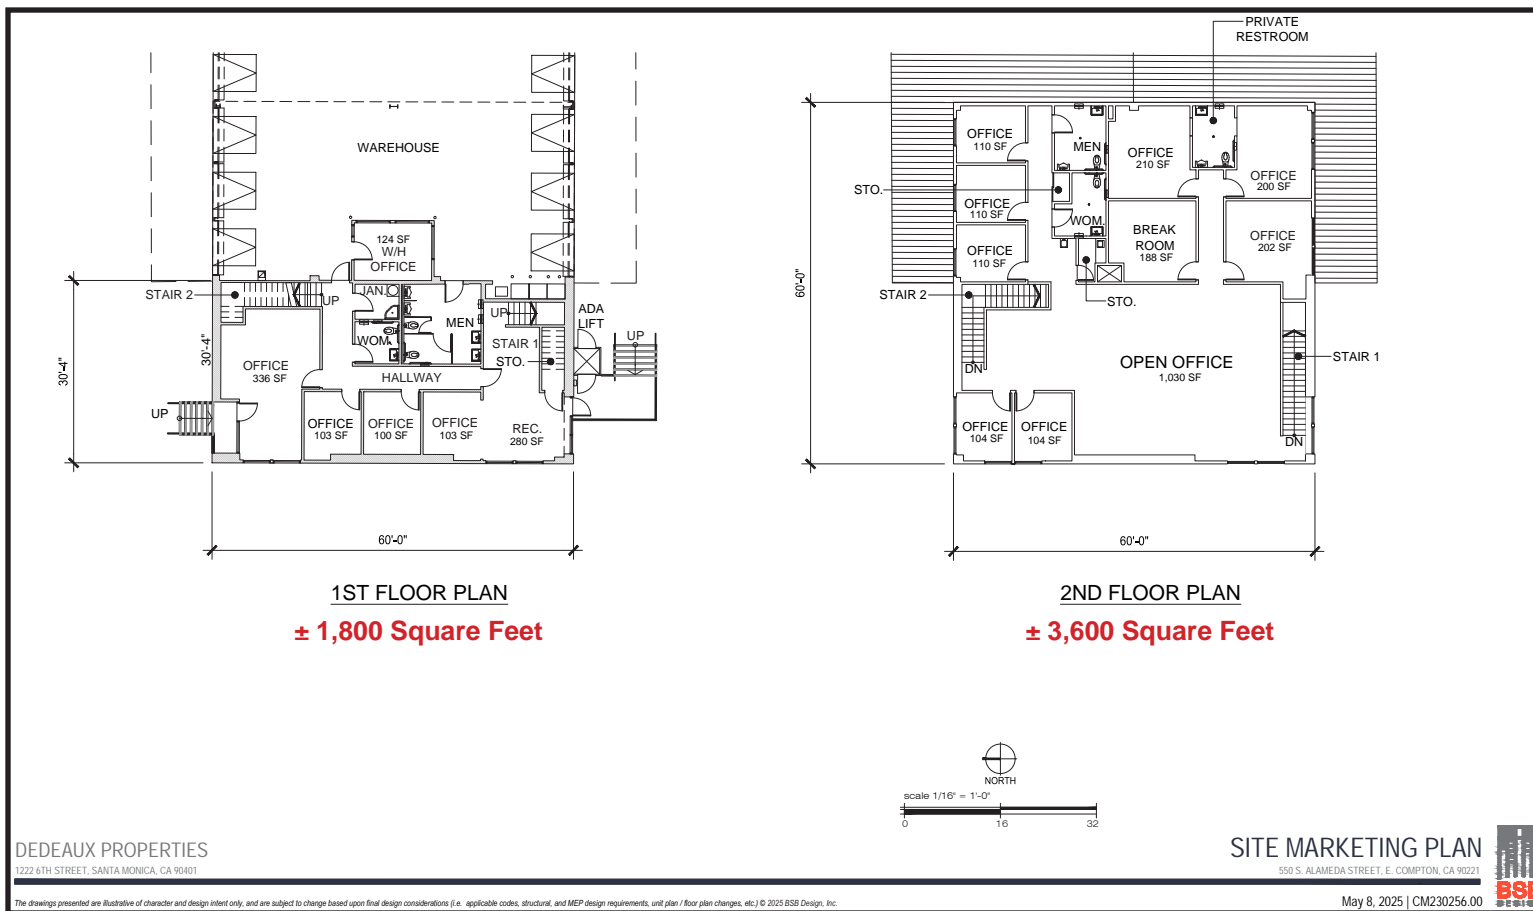 WAREHOUSE
124 SF
W/H
OFFICE
STAIR 2
UP
JAN.
MEN
WOM.
UP
STAIR 1
STO.
ADA
LIFT
UP
OFFICE
336 SF
HALLWAY
UP
OFFICE
103 SF
OFFICE
100 SF
OFFICE
103 SF
REC.
280 SF
30'-4"
30'-4"
60'-0"
1ST FLOOR PLAN
± 1,800 Square Feet
PRIVATE
RESTROOM
OFFICE
110 SF
MEN
OFFICE
210 SF
OFFICE
200 SF
STO.
OFFICE
110 SF
WOM.
BREAK
ROOM
188 SF
OFFICE
202 SF
OFFICE
110 SF
STAIR 2
STO.
60'-0"
OPEN OFFICE
1,030 SF
STAIR 1
DN
OFFICE
104 SF
OFFICE
104 SF
DN
60'-0"
2ND FLOOR PLAN
± 3,600 Square Feet
NORTH
scale 1/16" = 1'-0"
0 16 32
DEDEAUX PROPERTIES
1222 6TH STREET, SANTA MONICA, CA 90401
SITE MARKETING PLAN
550 S. ALAMEDA STREET, E. COMPTON, CA 90221
BSB
DESIGN
The drawings presented are illustrative of character and design intent only, and are subject to change based upon final design considerations (i.e. applicable codes, structural, and MEP design requirements, unit plan / floor plan changes, etc.) © 2025 BSB Design, Inc.
May 8, 2025 | CM230256.00